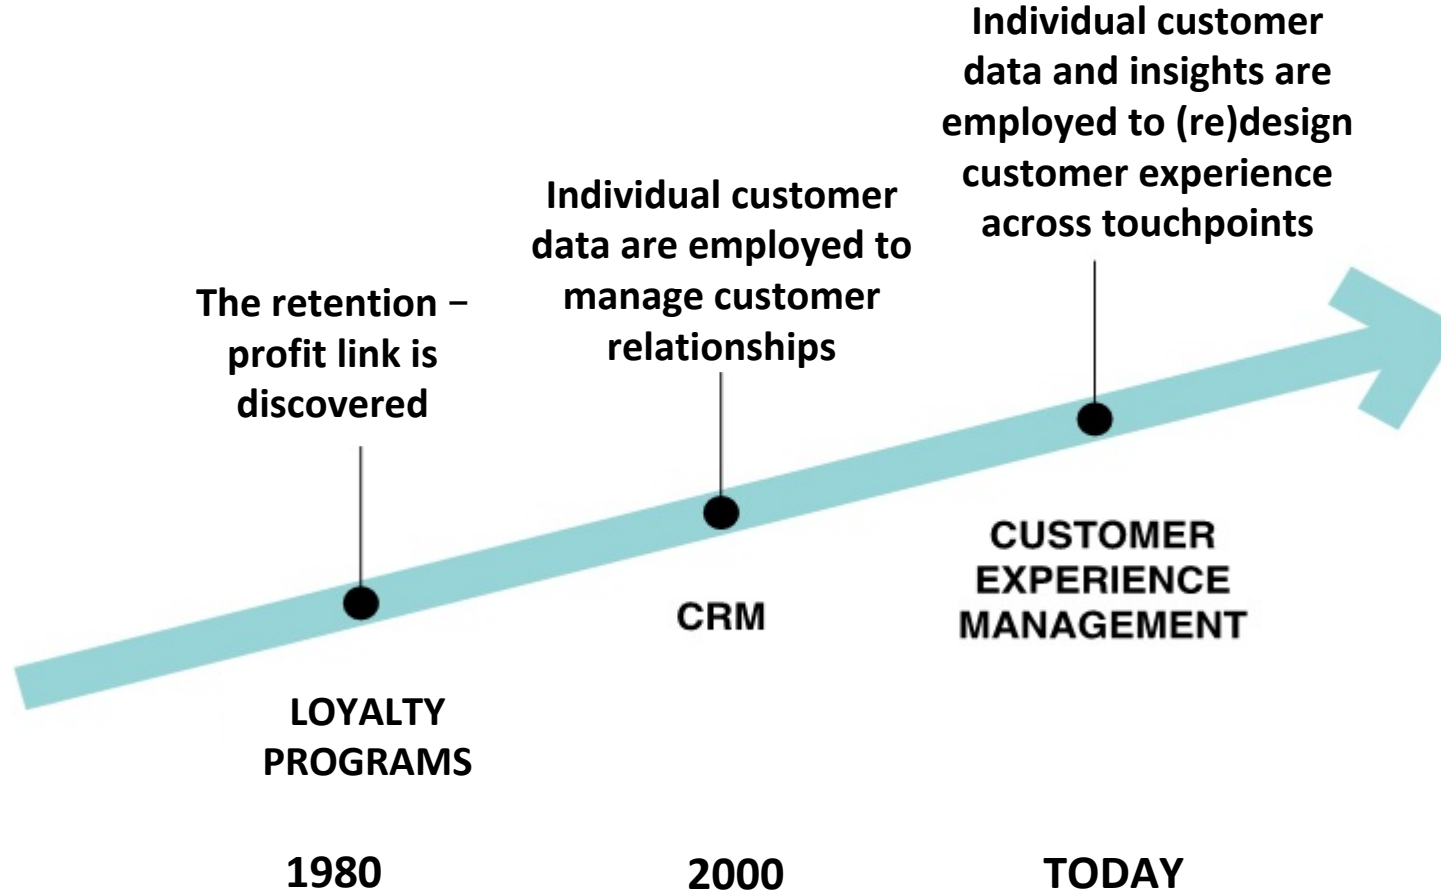 The retention –
profit link is
discovered
Individual customer
data are employed to
manage customer
relationships
Individual customer
data and insights are
employed to (re)design
customer experience
across touchpoints
LOYALTY
PROGRAMS
CRM
CUSTOMER
EXPERIENCE
MANAGEMENT
1980
2000
TODAY